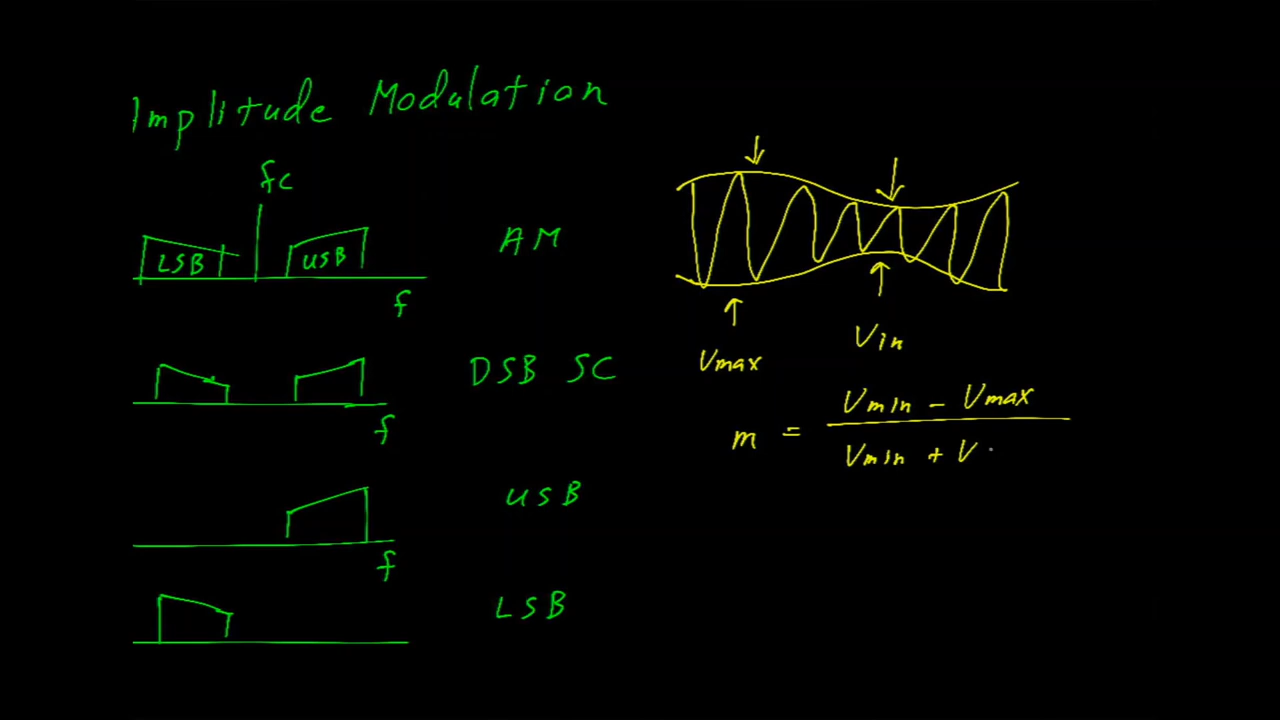 Implitude Modulation
fc
LSB USB
AM
f
DSB SC
f
USB
f
LSB
Vmax
Vin
m = Vmin - Vmax
Vmin + V